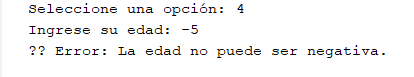 Seleccione una opción: 4
Ingrese su edad: -5
?? Error: La edad no puede ser negativa.